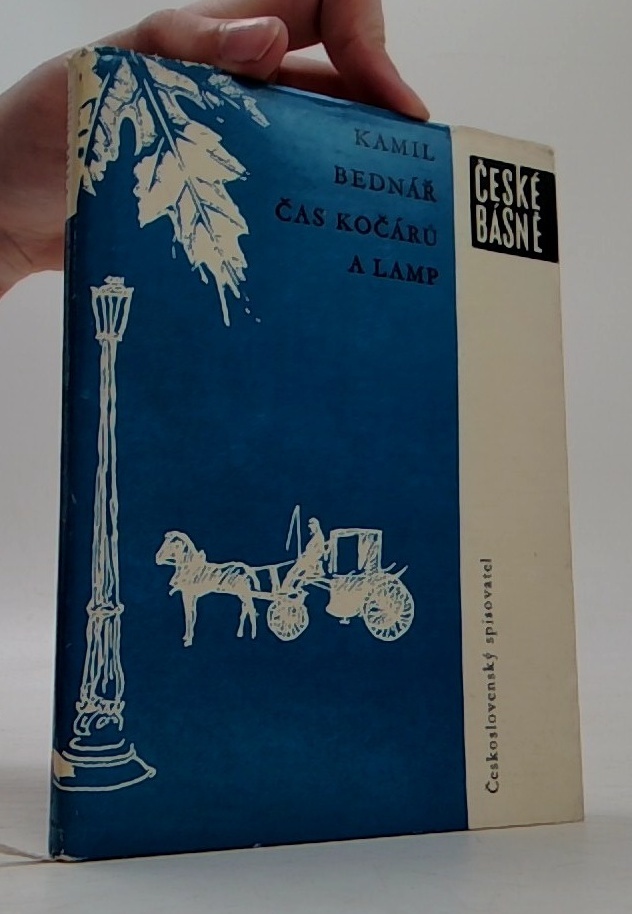 KAMIL
BEDNÁŘ
ČAS KOČÁRŮ
A LAMP
ČESKÉ
BÁSNĚ
Československý spisovatel